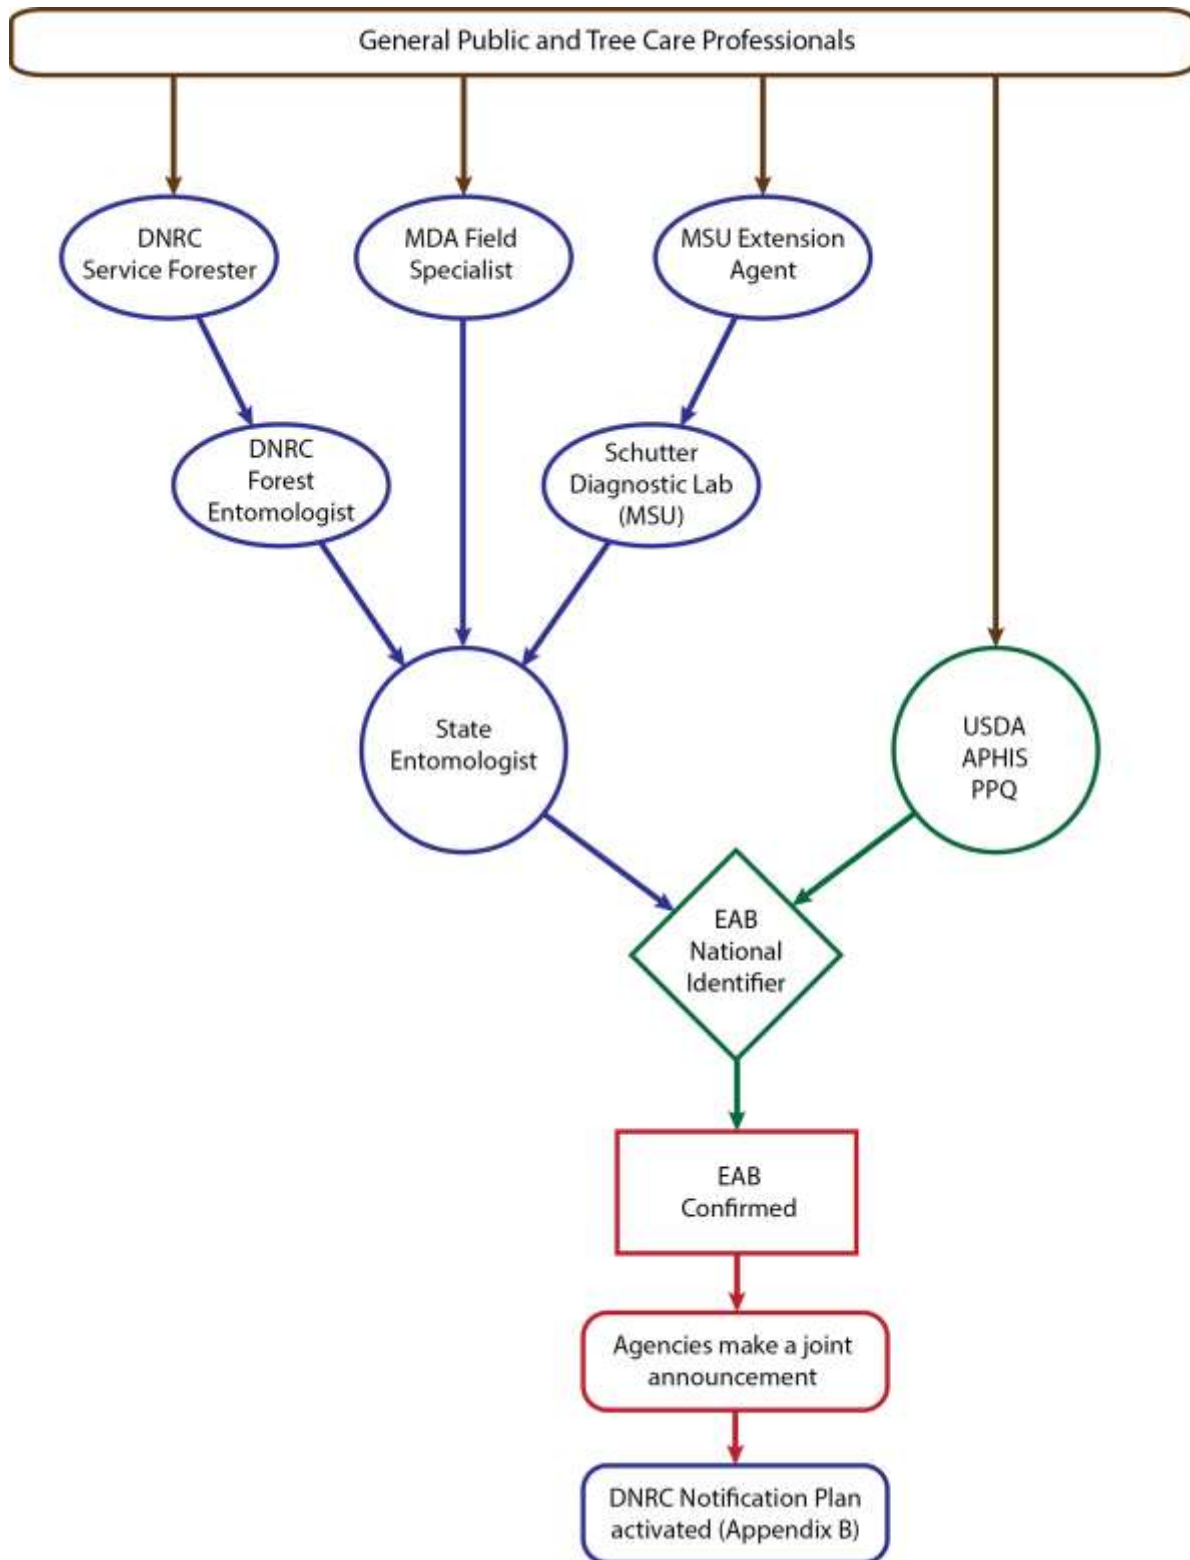 General Public and Tree Care Professionals
DNRC
Service Forester
MDA Field
Specialist
MSU Extension
Agent
DNRC
Forest
Entomologist
Schutter
Diagnostic Lab
(MSU)
State
Entomologist
USDA
APHIS
PPQ
EAB
National
Identifier
EAB
Confirmed
Agencies make a joint
announcement
DNRC Notification Plan
activated (Appendix B)